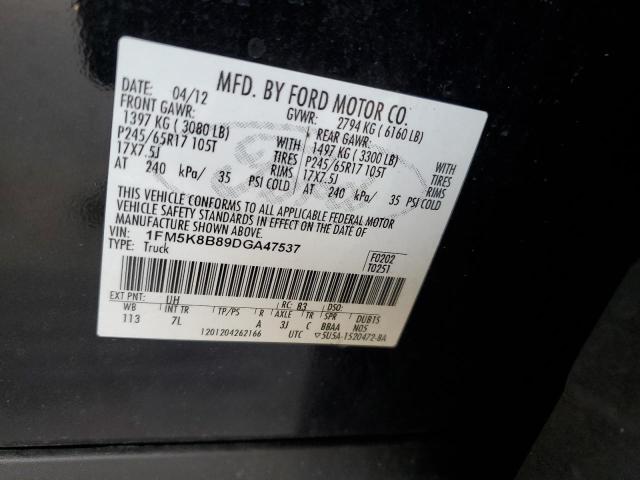 MFD. BY FORD MOTOR CO.
DATE: 04/12 GVWR: 2794 KG ( 6160 LB)
FRONT GAWR: REAR GAWR:
1397 KG ( 3080 LB) WITH 1497 KG ( 3300 LB) WITH
P245/65R17 105T TIRES P245/65R17 105T TIRES
17X7.5J RIMS 17X7.5J RIMS
AT 240 kPa/ 35 PSI COLD AT 240 kPa/ 35 PSI COLD
THIS VEHICLE CONFORMS TO ALL APPLICABLE FEDERAL MOTOR
VEHICLE SAFETY STANDARDS IN EFFECT ON THE DATE OF
MANUFACTURE SHOWN ABOVE.
VIN: 1FM5K8B89DGA47537 F0202
TYPE: Truck T0251
EXT PNT: UH RC: 83 DSO:
WB INT TR TP/PS R AXLE TR SPR DUBTS
113 7L A 3J C BBAA N05
1201204262166 UTC ▽5U5A-1520472-BA
Ford